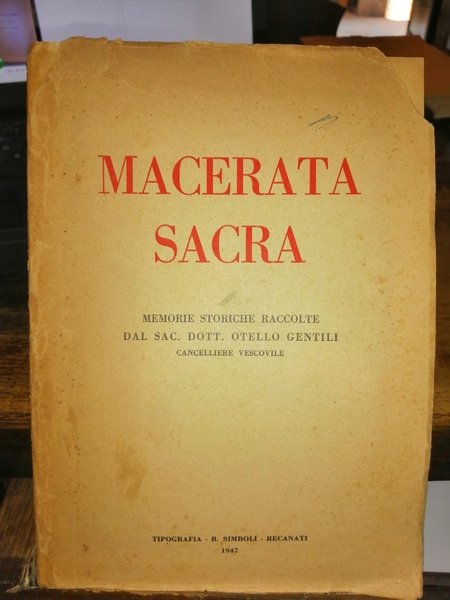 MACERATA
SACRA
MEMORIE STORICHE RACCOLTE
DAL SAC. DOTT. OTELLO GENTILI
CANCELLIERE VESCOVILE
TIPOGRAFIA - R. SIMBOLI - RECANATI
1947